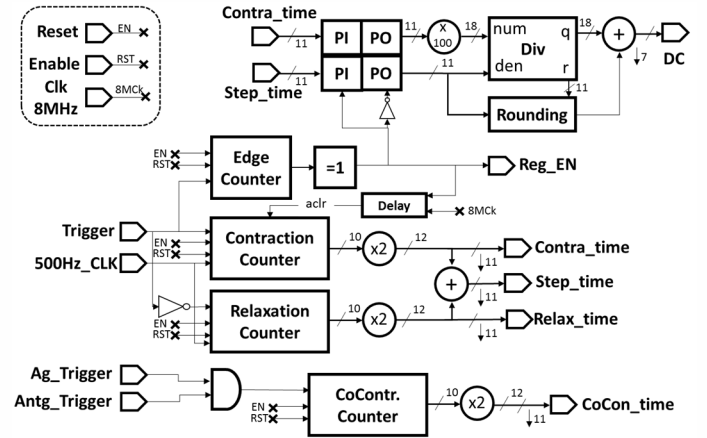 Contra_time
11
PI
PO
11
x
100
18
num
q
18
+
7
DC
Step_time
11
PI
PO
11
Div
den
r
11
Rounding
Reset
EN
Enable
RST
Clk
8MHz
8MCk
EN
RST
Edge
Counter
=1
Reg_EN
aclr
Delay
8MCk
Trigger
EN
RST
Contraction
Counter
10
x2
12
11
Contra_time
500Hz_CLK
+
11
Step_time
EN
RST
Relaxation
Counter
10
x2
12
11
Relax_time
Ag_Trigger
Antg_Trigger
EN
RST
CoContr.
Counter
10
x2
12
11
CoCon_time